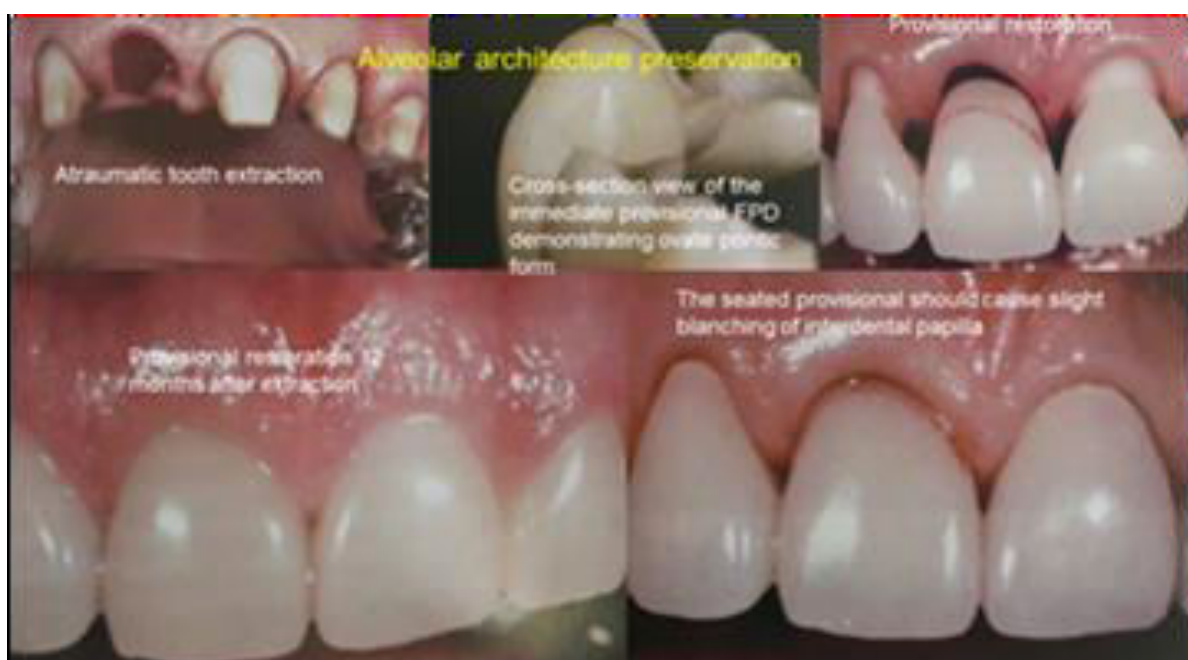 Provisional restoration
Alveolar architecture preservation
Atraumatic tooth extraction
Cross-section view of the
immediate provisional FPD
demonstrating ovate pontic
form
The seated provisional should cause slight
blanching of interdental papilla
Provisional restoration 12
months after extraction